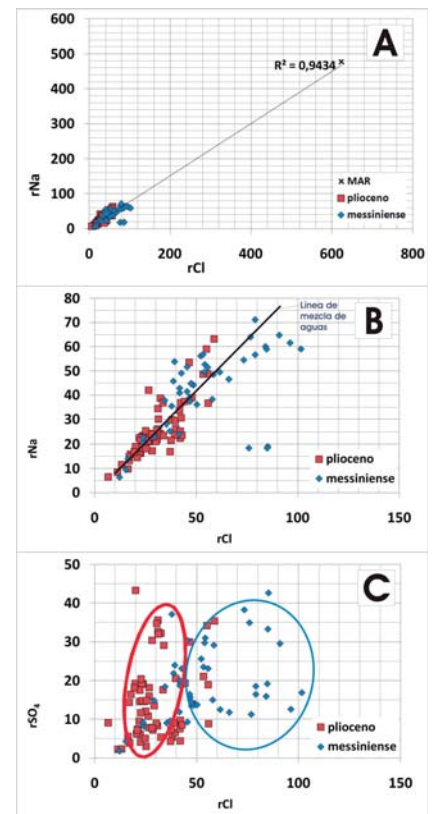 A
600
500
400
300
200
100
0
rNa
R² = 0,9434
MAR
plioceno
messiniense
0 200 400 600 800
rCl
B
80
70
60
50
40
30
20
10
0
rNa
Línea de
mezcla de
aguas
plioceno
messiniense
0 50 100 150
rCl
C
50
40
30
20
10
0
rSO₄
plioceno
messiniense
0 50 100 150
rCl